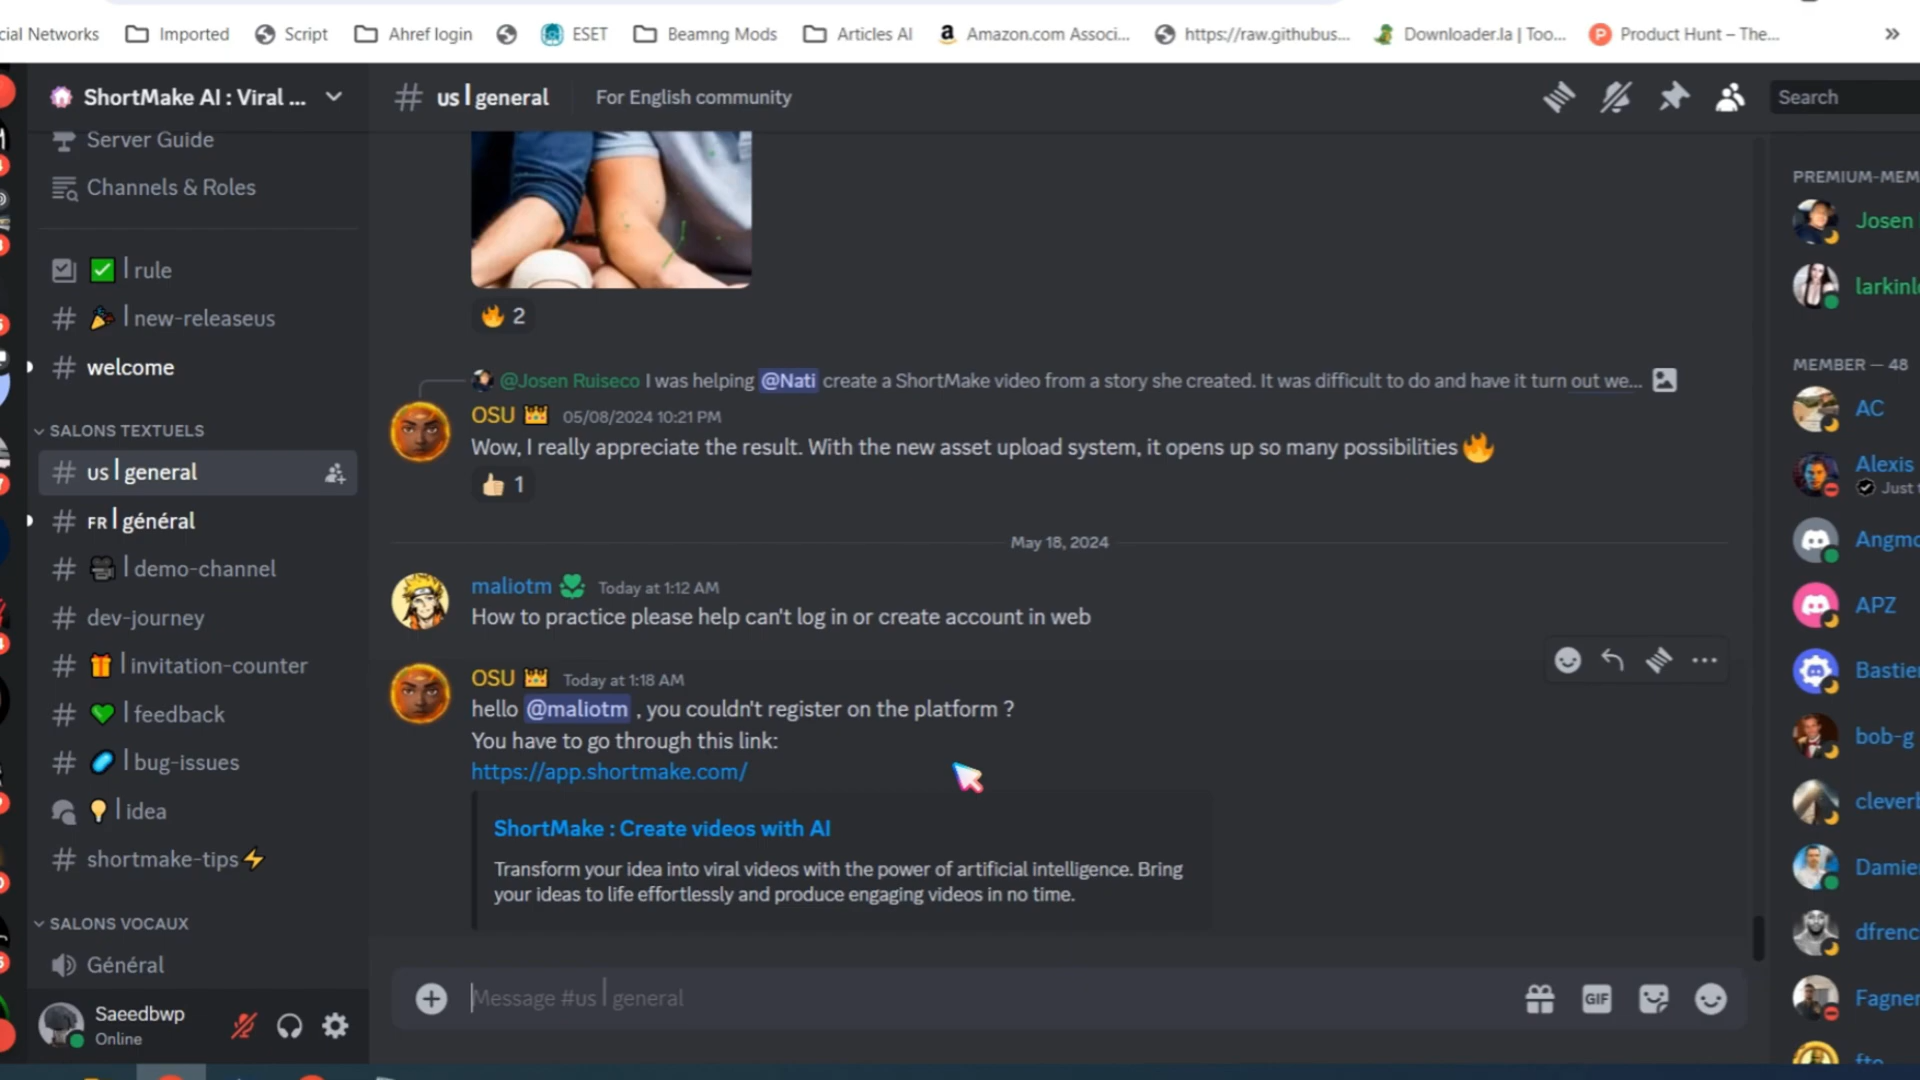 cial Networks Imported Script Ahref login ESET Beamng Mods Articles AI Amazon.com Associ... https://raw.githubus... Downloader.la | Too... Product Hunt – The... »
ShortMake AI : Viral ...
# us | general For English community
Search
Server Guide
Channels & Roles
| rule
# | new-releaseus
# welcome
SALONS TEXTUELS
# us | general
# FR | général
# | demo-channel
# dev-journey
# | invitation-counter
# | feedback
# | bug-issues
| idea
# shortmake-tips
SALONS VOCAUX
Général
Saeedbwp
Online
2
@Josen Ruiseco I was helping @Nati create a ShortMake video from a story she created. It was difficult to do and have it turn out we...
OSU 05/08/2024 10:21 PM
Wow, I really appreciate the result. With the new asset upload system, it opens up so many possibilities
1
May 18, 2024
maliotm Today at 1:12 AM
How to practice please help can't log in or create account in web
OSU Today at 1:18 AM
hello @maliotm , you couldn't register on the platform ?
You have to go through this link:
https://app.shortmake.com/
ShortMake : Create videos with AI
Transform your idea into viral videos with the power of artificial intelligence. Bring
your ideas to life effortlessly and produce engaging videos in no time.
Message #us | general
GIF
PREMIUM-MEM
Josen
larkinl
MEMBER — 48
AC
Alexis
Just
Angmo
APZ
Bastie
bob-g
clever
Damie
dfrenc
Fagner